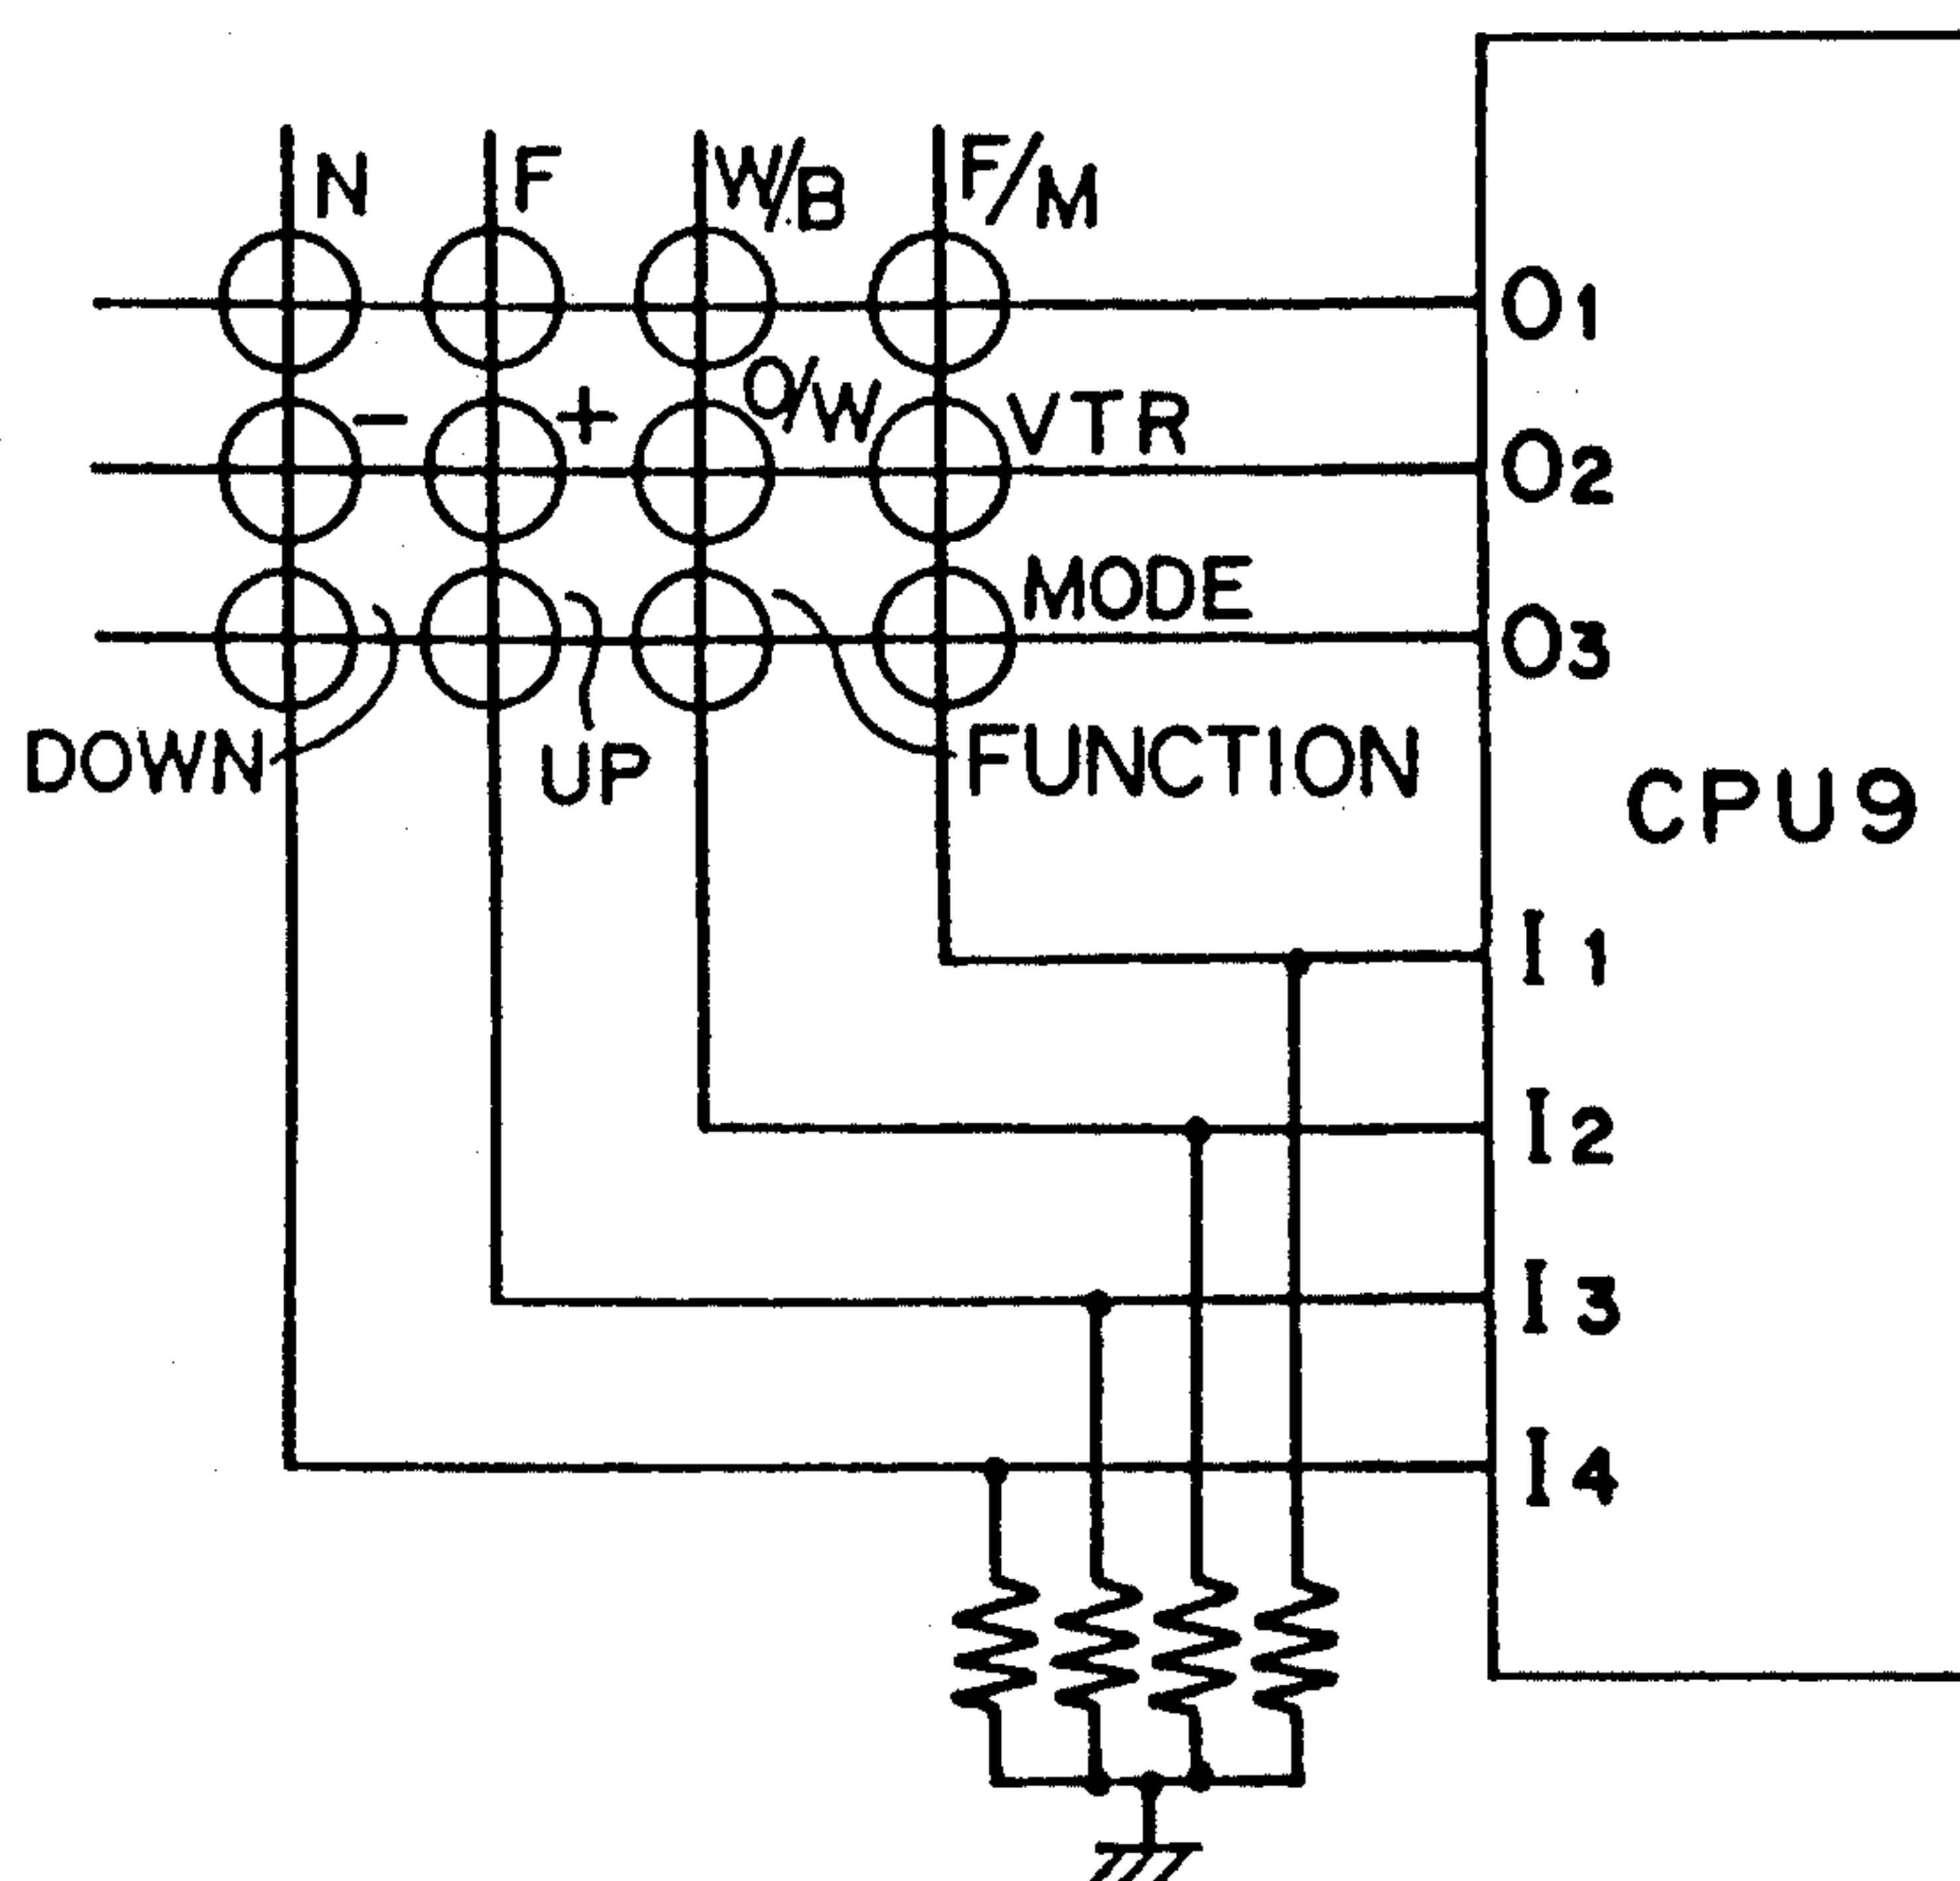 N F W/B F/M
O1
- + O/W VTR
O2
MODE
O3
DOWN UP FUNCTION
CPU9
I1
I2
I3
I4